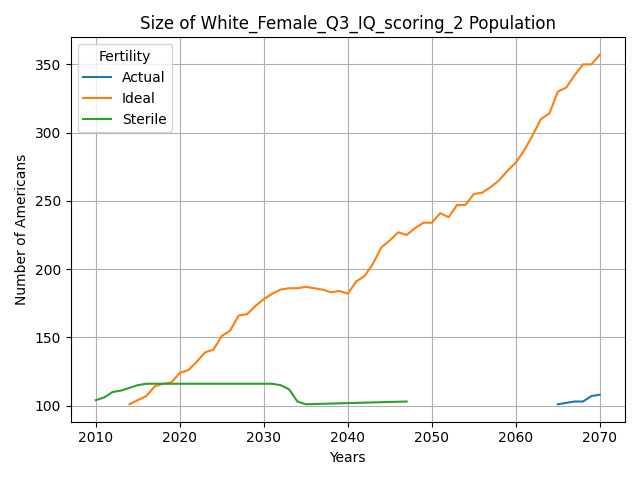 Size of White_Female_Q3_IQ_scoring_2 Population
Fertility
Actual
Ideal
Sterile
Number of Americans
350
300
250
200
150
100
2010 2020 2030 2040 2050 2060 2070
Years